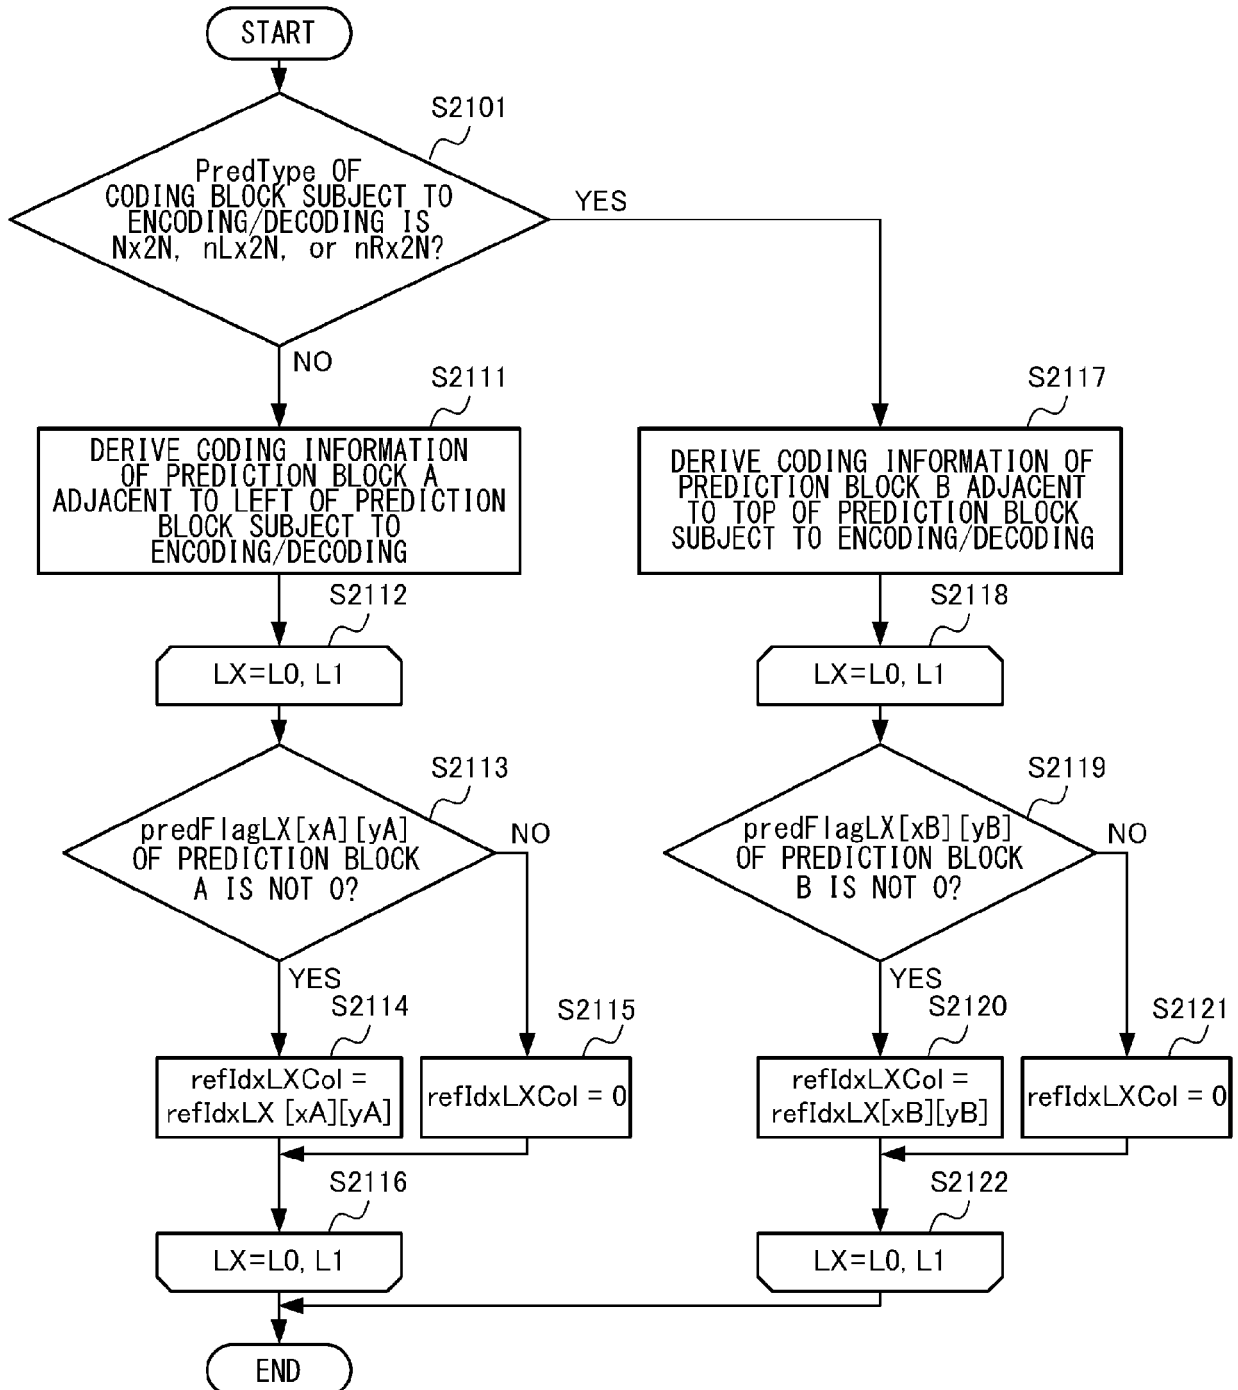 START
S2101
PredType OF
CODING BLOCK SUBJECT TO
ENCODING/DECODING IS
Nx2N, nLx2N, or nRx2N?
YES
NO
S2111
DERIVE CODING INFORMATION
OF PREDICTION BLOCK A
ADJACENT TO LEFT OF PREDICTION
BLOCK SUBJECT TO
ENCODING/DECODING
S2117
DERIVE CODING INFORMATION OF
PREDICTION BLOCK B ADJACENT
TO TOP OF PREDICTION BLOCK
SUBJECT TO ENCODING/DECODING
S2112
LX=L0, L1
S2118
LX=L0, L1
S2113
predFlagLX[xA][yA]
OF PREDICTION BLOCK
A IS NOT 0?
NO
YES
S2119
predFlagLX[xB][yB]
OF PREDICTION BLOCK
B IS NOT 0?
NO
YES
S2114
refIdxLXCol =
refIdxLX [xA][yA]
S2115
refIdxLXCol = 0
S2120
refIdxLXCol =
refIdxLX[xB][yB]
S2121
refIdxLXCol = 0
S2116
LX=L0, L1
S2122
LX=L0, L1
END